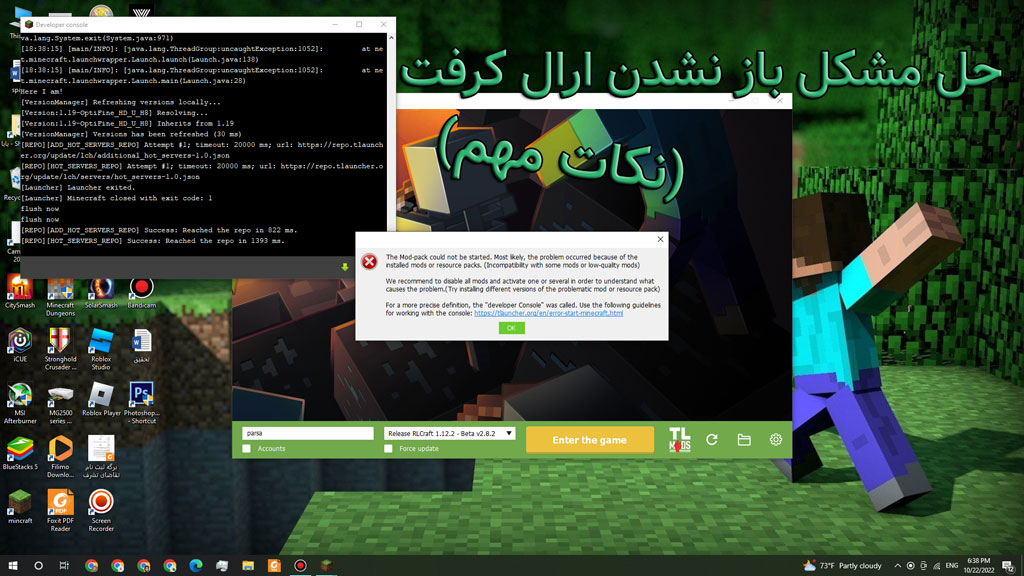 Developer console
va.lang.System.exit(System.java:971)
[18:38:15] [main/INFO]: [java.lang.ThreadGroup:uncaughtException:1052]: at ne
t.minecraft.launchwrapper.Launch.launch(Launch.java:138)
[18:38:15] [main/INFO]: [java.lang.ThreadGroup:uncaughtException:1052]: at ne
t.minecraft.launchwrapper.Launch.main(Launch.java:28)
Here I am!
[VersionManager] Refreshing versions locally...
[Version:1.19-OptiFine_HD_U_H8] Resolving...
[Version:1.19-OptiFine_HD_U_H8] Inherits from 1.19
[VersionManager] Versions has been refreshed (30 ms)
[REPO][ADD_HOT_SERVERS_REPO] Attempt #1; timeout: 20000 ms; url: https://repo.tlaunch
er.org/update/lch/additional_hot_servers-1.0.json
[REPO][HOT_SERVERS_REPO] Attempt #1; timeout: 20000 ms; url: https://repo.tlauncher.o
rg/update/lch/servers/hot_servers-1.0.json
[Launcher] Launcher exited.
[Launcher] Minecraft closed with exit code: 1
flush now
flush now
[REPO][ADD_HOT_SERVERS_REPO] Success: Reached the repo in 822 ms.
[REPO][HOT_SERVERS_REPO] Success: Reached the repo in 1393 ms.
حل مشکل باز نشدن ارال کرفت
(نکات مهم)
The Mod-pack could not be started. Most likely, the problem occurred because of the
installed mods or resource packs. (Incompatibility with some mods or low-quality mods)
We recommend to disable all mods and activate one or several in order to understand what
causes the problem.(Try installing different versions of the problematic mod or resource pack)
For a more precise definition, the "developer Console" was called. Use the following guidelines
for working with the console: https://tlauncher.org/en/error-start-minecraft.html
OK
CitySmash
Minecraft Dungeons
SolarSmash
Bandicam
iCUE
Stronghold Crusader ...
Roblox Studio
تحقیق
MSI Afterburner
MG2500 series ...
Roblox Player
Photoshop... - Shortcut
BlueStacks 5
Filimo Downlo...
برگه ثبت نام تقاضای تشرف
mincraft
Foxit PDF Reader
Screen Recorder
parsa
Release RLCraft 1.12.2 - Beta v2.8.2
Enter the game
TL
MODS
Accounts
Force update
73°F Partly cloudy
ENG
6:38 PM
10/22/2022
12